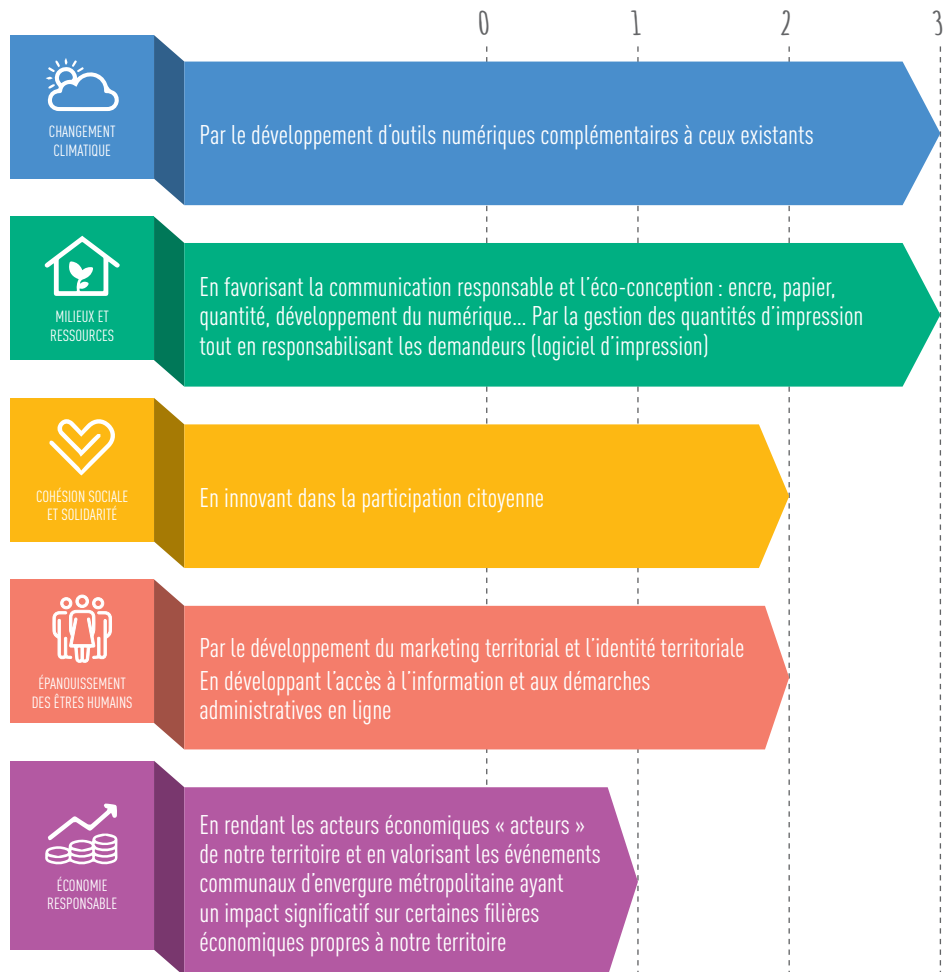 0 1 2 3
CHANGEMENT
CLIMATIQUE
Par le développement d'outils numériques complémentaires à ceux existants
MILIEUX ET
RESSOURCES
En favorisant la communication responsable et l'éco-conception : encre, papier,
quantité, développement du numérique... Par la gestion des quantités d'impression
tout en responsabilisant les demandeurs (logiciel d'impression)
COHÉSION SOCIALE
ET SOLIDARITÉ
En innovant dans la participation citoyenne
ÉPANOUISSEMENT
DES ÊTRES HUMAINS
Par le développement du marketing territorial et l'identité territoriale
En développant l'accès à l'information et aux démarches
administratives en ligne
ÉCONOMIE
RESPONSABLE
En rendant les acteurs économiques « acteurs »
de notre territoire et en valorisant les événements
communaux d'envergure métropolitaine ayant
un impact significatif sur certaines filières
économiques propres à notre territoire